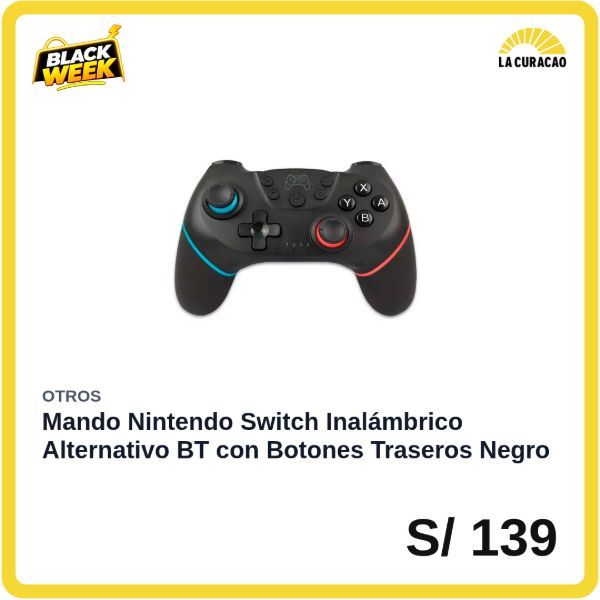 BLACK
WEEK
LA CURACAO
X
Y
A
B
OTROS
Mando Nintendo Switch Inalámbrico
Alternativo BT con Botones Traseros Negro
S/ 139